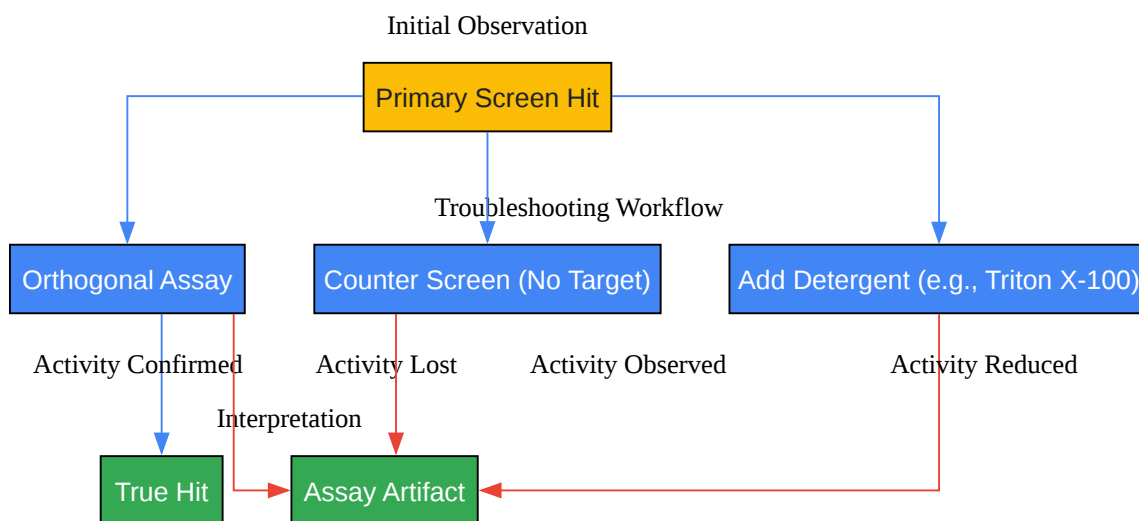 Initial Observation
Primary Screen Hit
Troubleshooting Workflow
Orthogonal Assay
Counter Screen (No Target)
Add Detergent (e.g., Triton X-100)
Activity Confirmed
Activity Lost
Activity Observed
Activity Reduced
Interpretation
True Hit
Assay Artifact